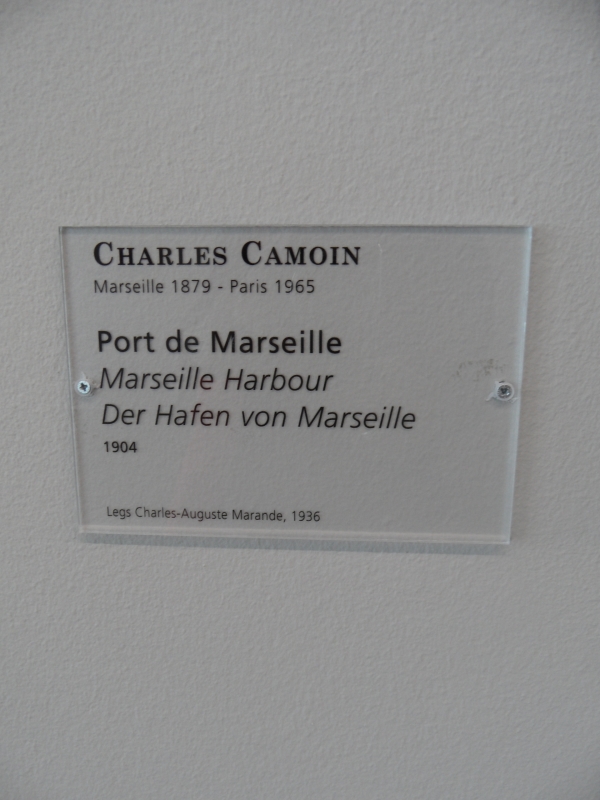 CHARLES CAMOIN
Marseille 1879 - Paris 1965
Port de Marseille
Marseille Harbour
Der Hafen von Marseille
1904
Legs Charles-Auguste Marande, 1936